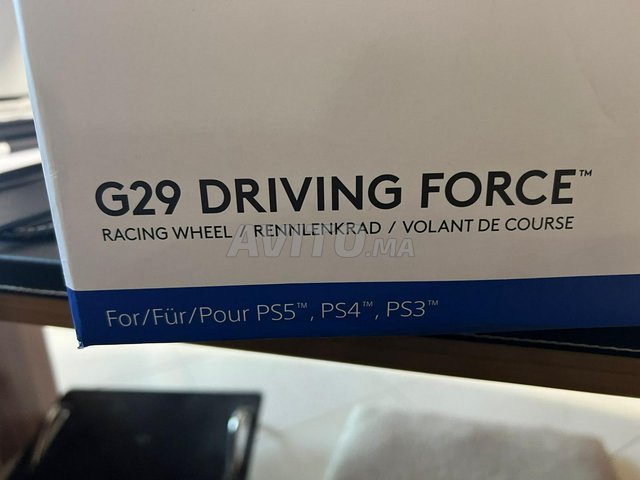 G29 DRIVING FORCE™
RACING WHEEL / RENNLENKRAD / VOLANT DE COURSE
AVITO.MA
For/Für/Pour PS5™, PS4™, PS3™